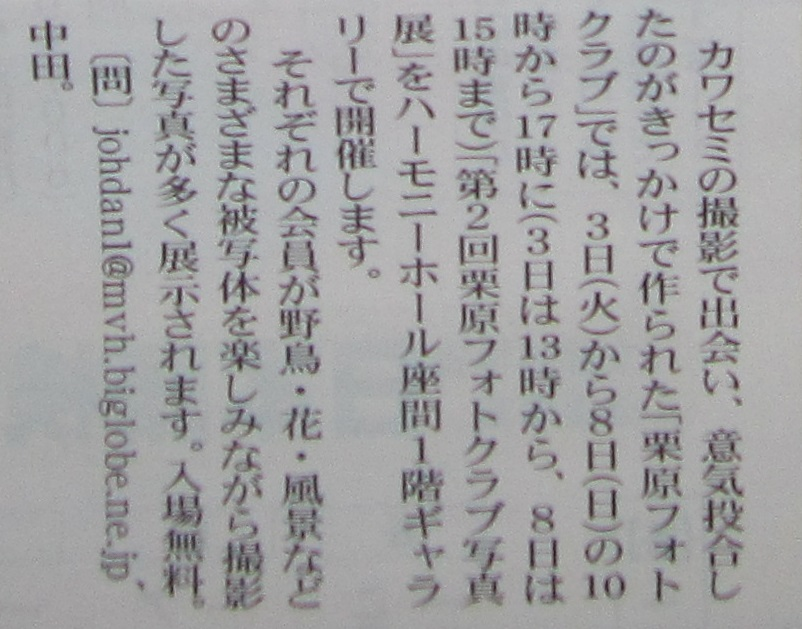 カワセミの撮影で出会い、意気投合し
たのがきっかけで作られた「栗原フォト
クラブ」では、3日(火)から8日(日)の10
時から17時に(3日は13時から、8日は
15時まで)「第2回栗原フォトクラブ写真
展」をハーモニーホール座間1階ギャラ
リーで開催します。
それぞれの会員が野鳥・花・風景など
のさまざまな被写体を楽しみながら撮影
した写真が多く展示されます。入場無料。
〔問〕johdan1@mvh.biglobe.ne.jp、
中田。